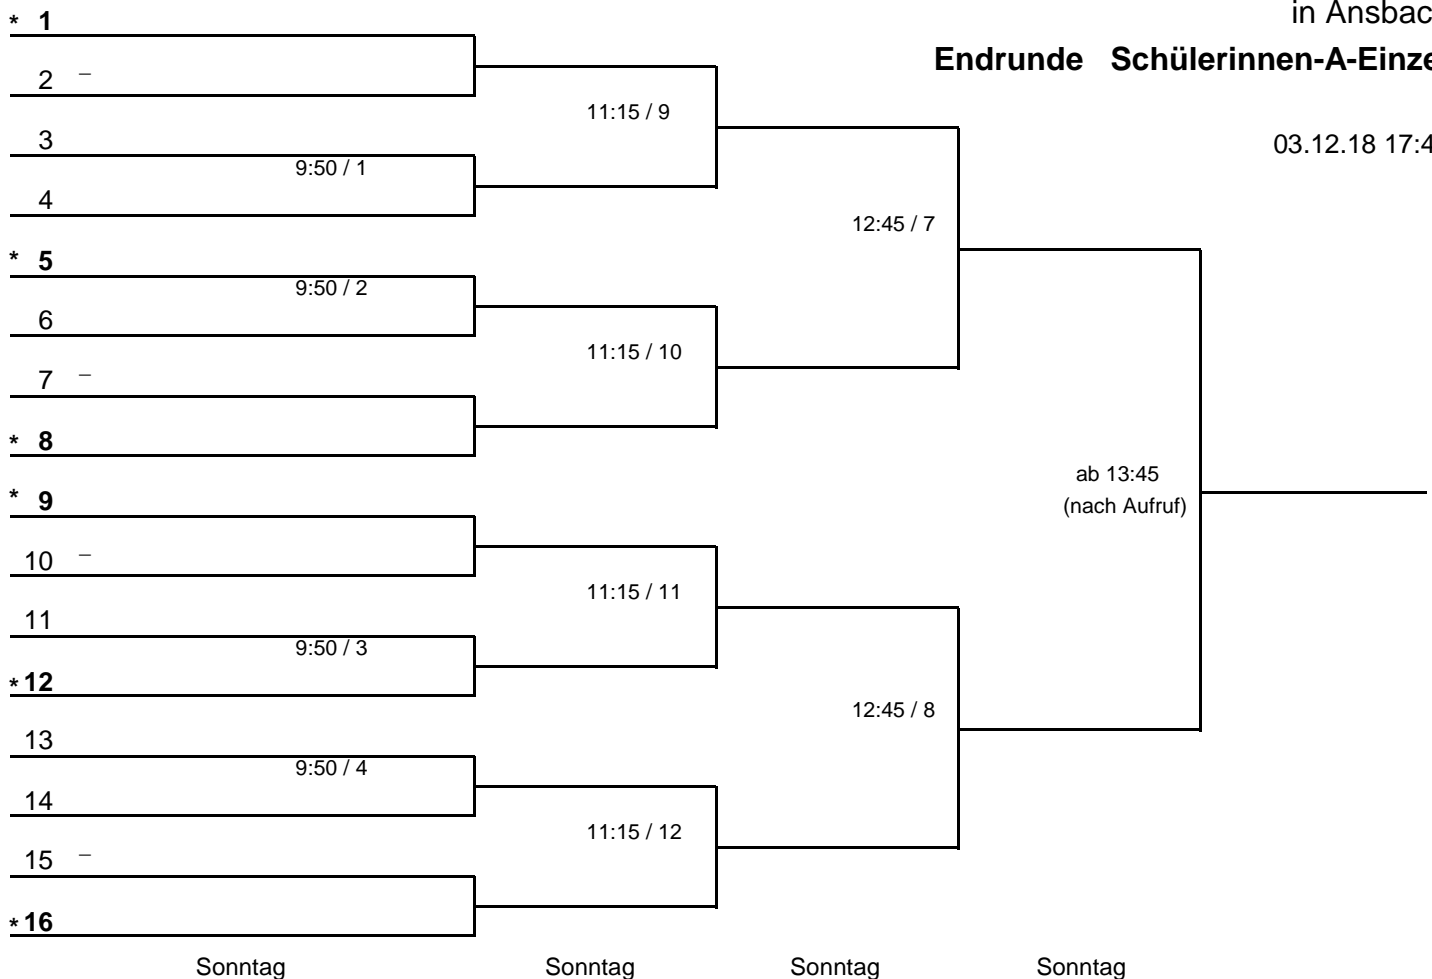 in Ansbac
Endrunde Schülerinnen-A-Einze
03.12.18 17:4
* 1
2 –
11:15 / 9
3
9:50 / 1
4
12:45 / 7
* 5
9:50 / 2
6
11:15 / 10
7 –
* 8
ab 13:45
(nach Aufruf)
* 9
10 –
11:15 / 11
11
9:50 / 3
* 12
12:45 / 8
13
9:50 / 4
14
11:15 / 12
15 –
* 16
Sonntag Sonntag Sonntag Sonntag